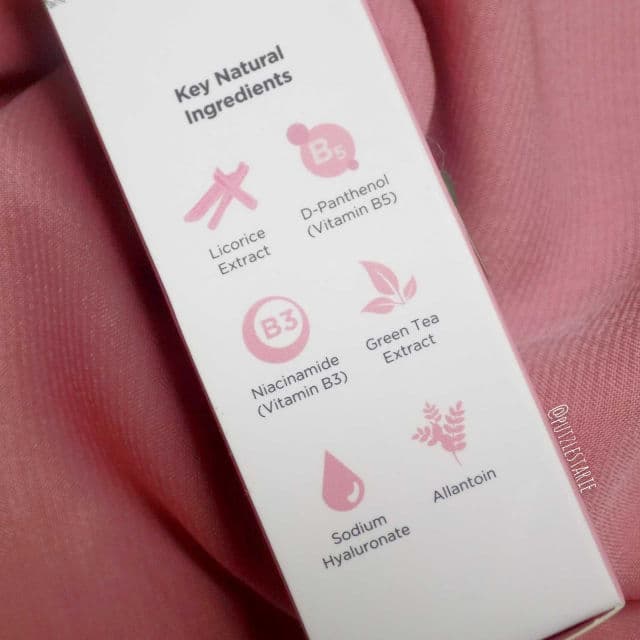 Key Natural
Ingredients
B5
Licorice
Extract
D-Panthenol
(Vitamin B5)
B3
Niacinamide
(Vitamin B3)
Green Tea
Extract
Sodium
Hyaluronate
Allantoin
@PUTZZLESTARTE